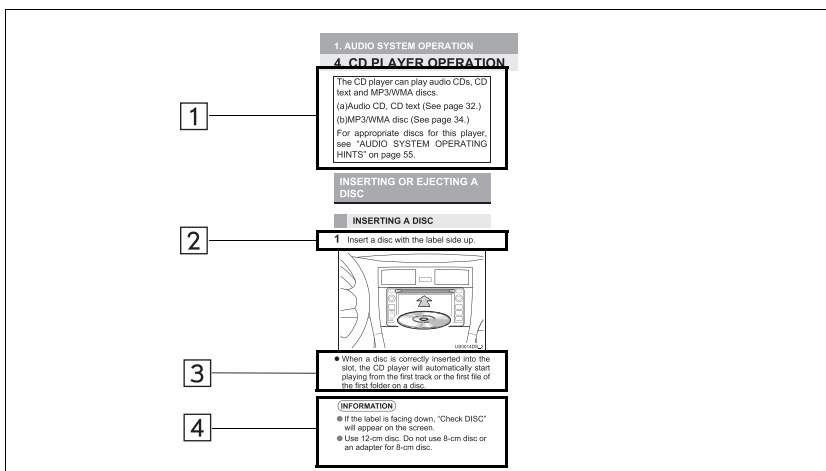 1. AUDIO SYSTEM OPERATION
4. CD PLAYER OPERATION
1
The CD player can play audio CDs, CD
text and MP3/WMA discs.
(a)Audio CD, CD text (See page 32.)
(b)MP3/WMA disc (See page 34.)
For appropriate discs for this player,
see “AUDIO SYSTEM OPERATING
HINTS” on page 55.
INSERTING OR EJECTING A
DISC
INSERTING A DISC
2
1 Insert a disc with the label side up.
US0014DS_2
3
● When a disc is correctly inserted into the
slot, the CD player will automatically start
playing from the first track or the first file of
the first folder on a disc.
4
INFORMATION
● If the label is facing down, “Check DISC”
will appear on the screen.
● Use 12-cm disc. Do not use 8-cm disc or
an adapter for 8-cm disc.